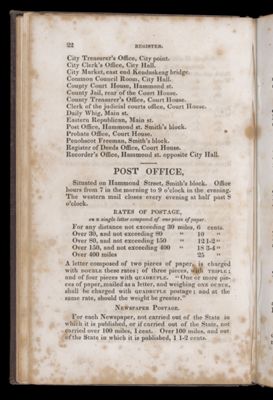 22 REGISTER.
City Treasurer's Office, City point.
City Clerk's Office, City Hall.
City Market, east end Kenduskeag bridge.
Common Council Room, City Hall.
County Court House, Hammond st.
County Jail, rear of the Court House.
County Treasurer's Office, Court House.
Clerk of the judicial courts office, Court House.
Daily Whig, Main st.
Eastern Republican, Main st.
Post Office, Hammond st. Smith's block.
Probate Office, Court House.
Penobscot Freeman, Smith's block.
Register of Deeds Office, Court House.
Recorder's Office, Hammond st. opposite City Hall.
POST OFFICE,
Situated on Hammond Street, Smith's block. Office
hours from 7 in the morning to 9 o'clock in the evening.
The western mail closes every evening at half past 8
o'clock.
RATES OF POSTAGE,
on a single letter composed of one piece of paper.
For any distance not exceeding 30 miles, 6 cents.
Over 30, and not exceeding 80 " 10 "
Over 80, and not exceeding 150 " 12 1-2 "
Over 150, and not exceeding 400 " 18 3-4 "
Over 400 miles 25 "
A letter composed of two pieces of paper, is charged
with DOUBLE these rates; of three pieces, with TRIPLE;
and of four pieces with QUADRUPLE. "One or more pie-
ces of paper, mailed as a letter, and weighing ONE OUNCE,
shall be charged with QUADRUPLE postage; and at the
same rate, should the weight be greater."
NEWSPAPER POSTAGE.
For each Newspaper, not carried out of the State in
which it is published, or if carried out of the State, not
carried over 100 miles, 1 cent. Over 100 miles, and out
of the State in which it is published, 1 1-2 cents.